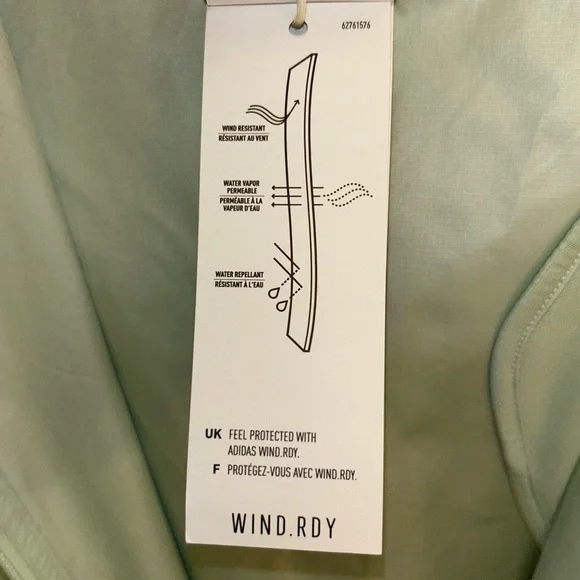 62761576
WIND RESISTANT
RÉSISTANT AU VENT
WATER VAPOR
PERMEABLE
PERMÉABLE À LA
VAPEUR D'EAU
WATER REPELLANT
RÉSISTANT À L'EAU
UK FEEL PROTECTED WITH
ADIDAS WIND.RDY.
F PROTÉGEZ-VOUS AVEC WIND.RDY.
WIND.RDY